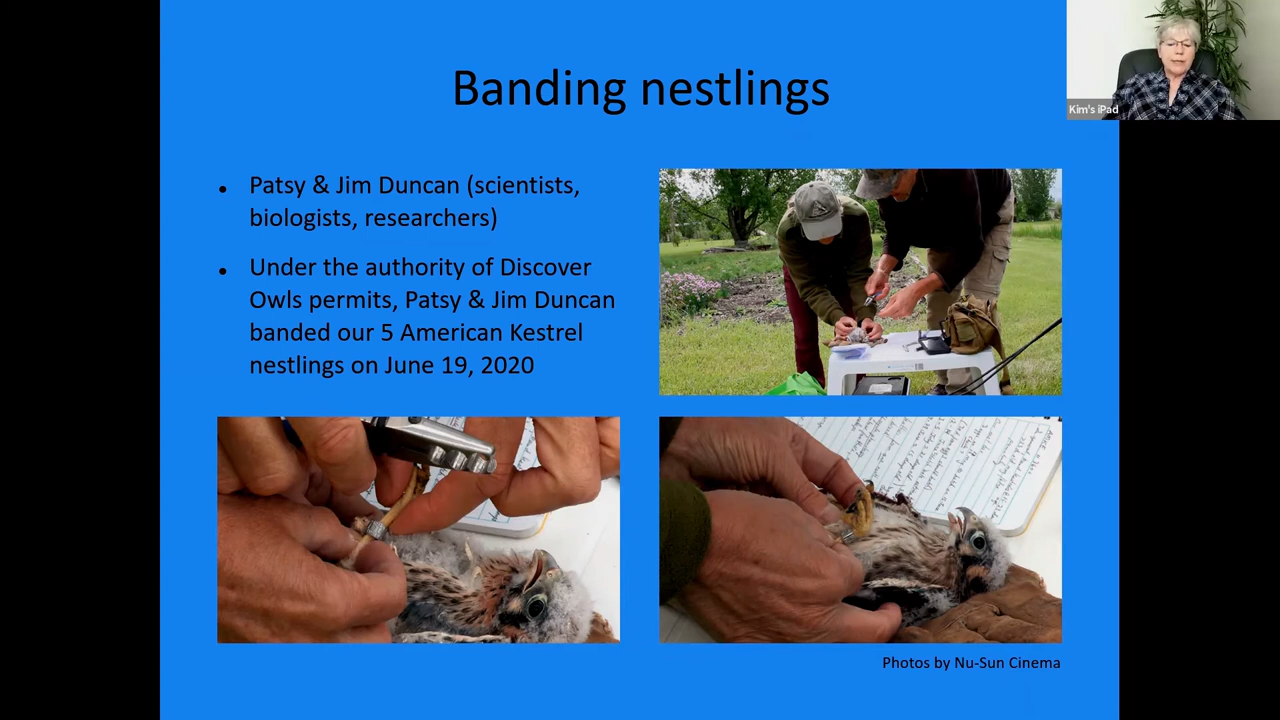 Banding nestlings
Kim's iPad
• Patsy & Jim Duncan (scientists,
biologists, researchers)
• Under the authority of Discover
Owls permits, Patsy & Jim Duncan
banded our 5 American Kestrel
nestlings on June 19, 2020
Photos by Nu-Sun Cinema